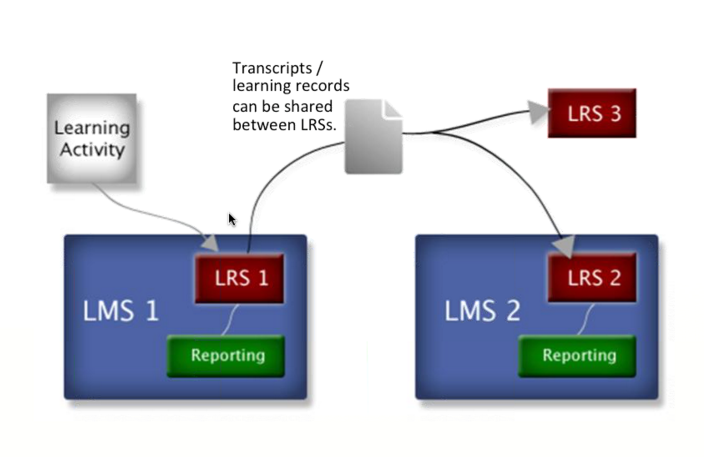 Transcripts /
learning records
can be shared
between LRSs.
Learning
Activity
LRS 3
LMS 1
LRS 1
Reporting
LMS 2
LRS 2
Reporting